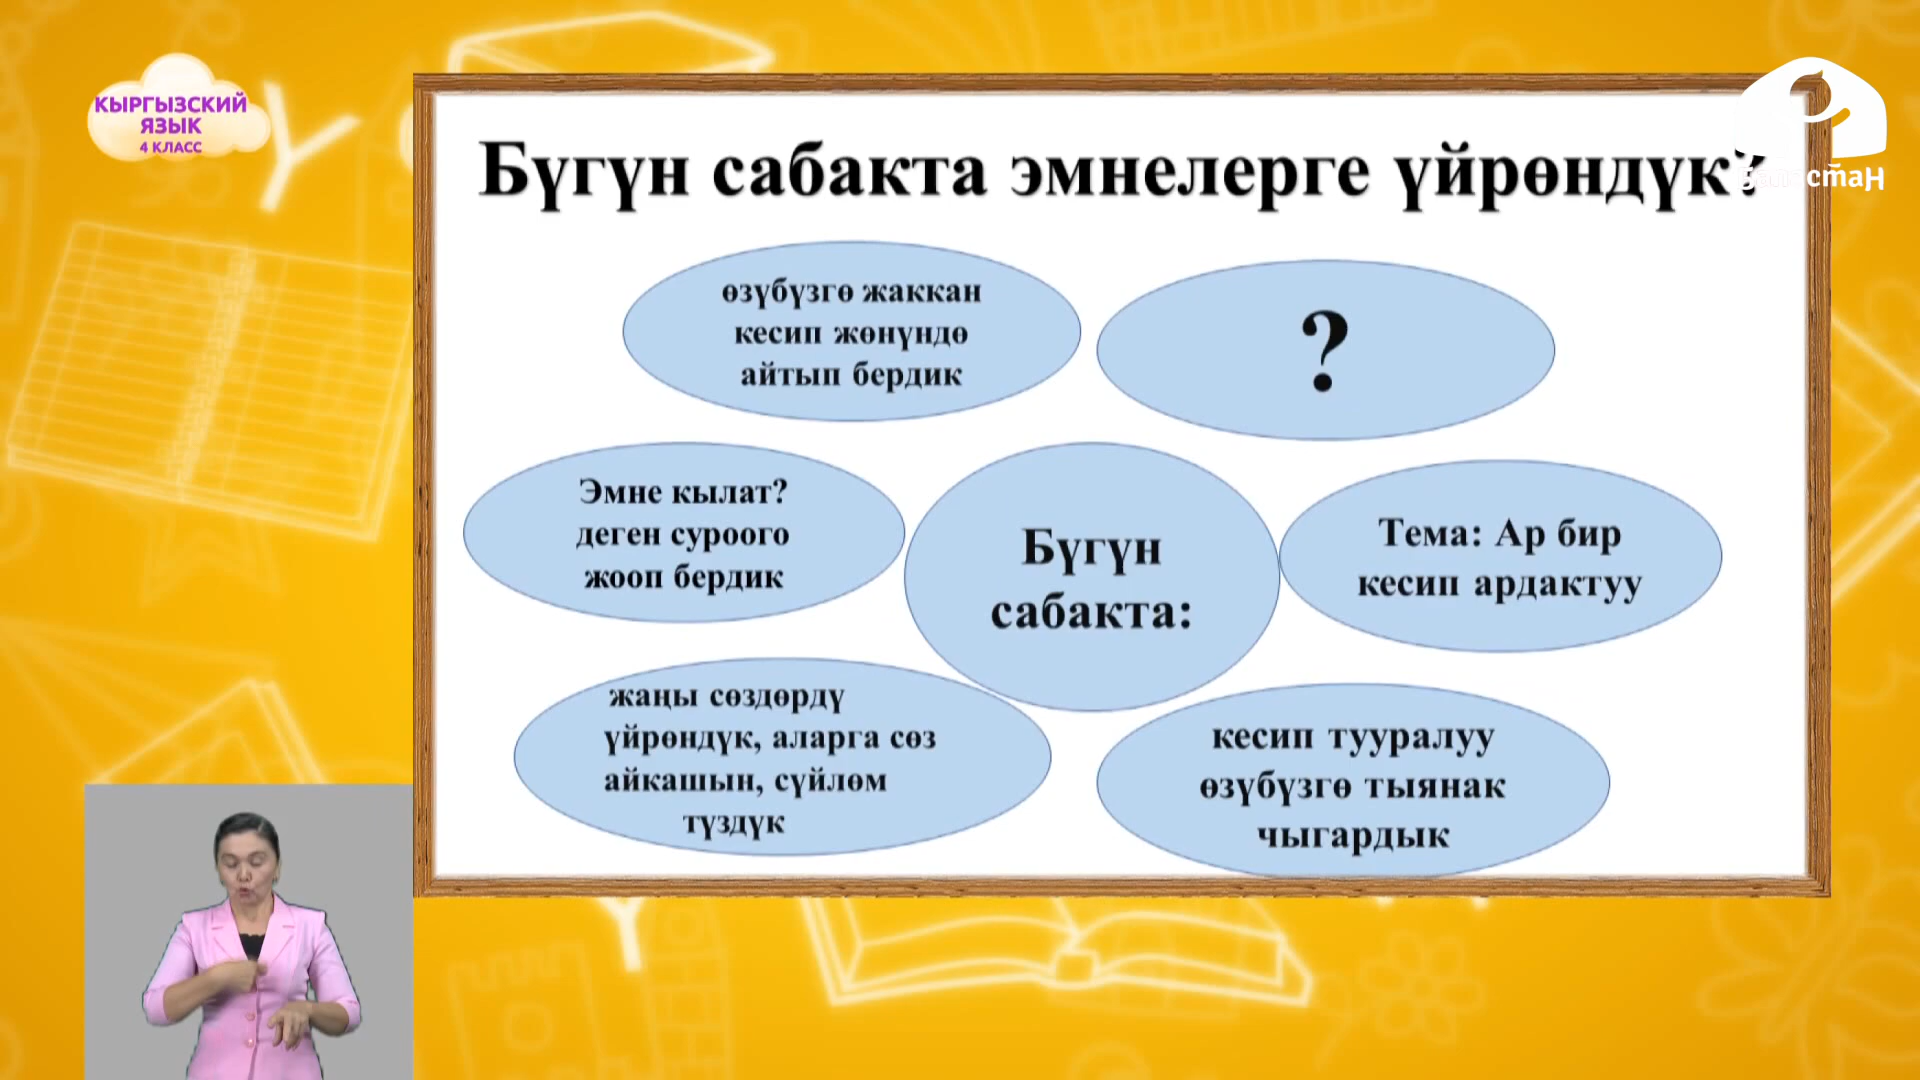 КЫРГЫЗСКИЙ
ЯЗЫК
4 КЛАСС
Бүгүн сабакта эмнелерге үйрөндүк?
өзүбүзгө жаккан
кесип жөнүндө
айтып бердик
?
Эмне кылат?
деген суроого
жооп бердик
Бүгүн
сабакта:
Тема: Ар бир
кесип ардактуу
жаңы сөздөрдү
үйрөндүк, аларга сөз
айкашын, сүйлөм
түздүк
кесип тууралуу
өзүбүзгө тыянак
чыгардык